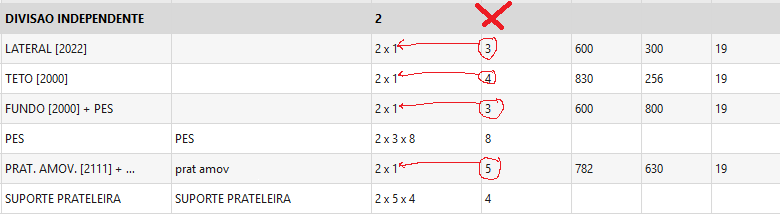 DIVISAO INDEPENDENTE 2
LATERAL [2022] 2 x 1 3 600 300 19
TETO [2000] 2 x 1 4 830 256 19
FUNDO [2000] + PES 2 x 1 3 600 800 19
PES PES 2 x 3 x 8 8
PRAT. AMOV. [2111] + ... prat amov 2 x 1 5 782 630 19
SUPORTE PRATELEIRA SUPORTE PRATELEIRA 2 x 5 x 4 4